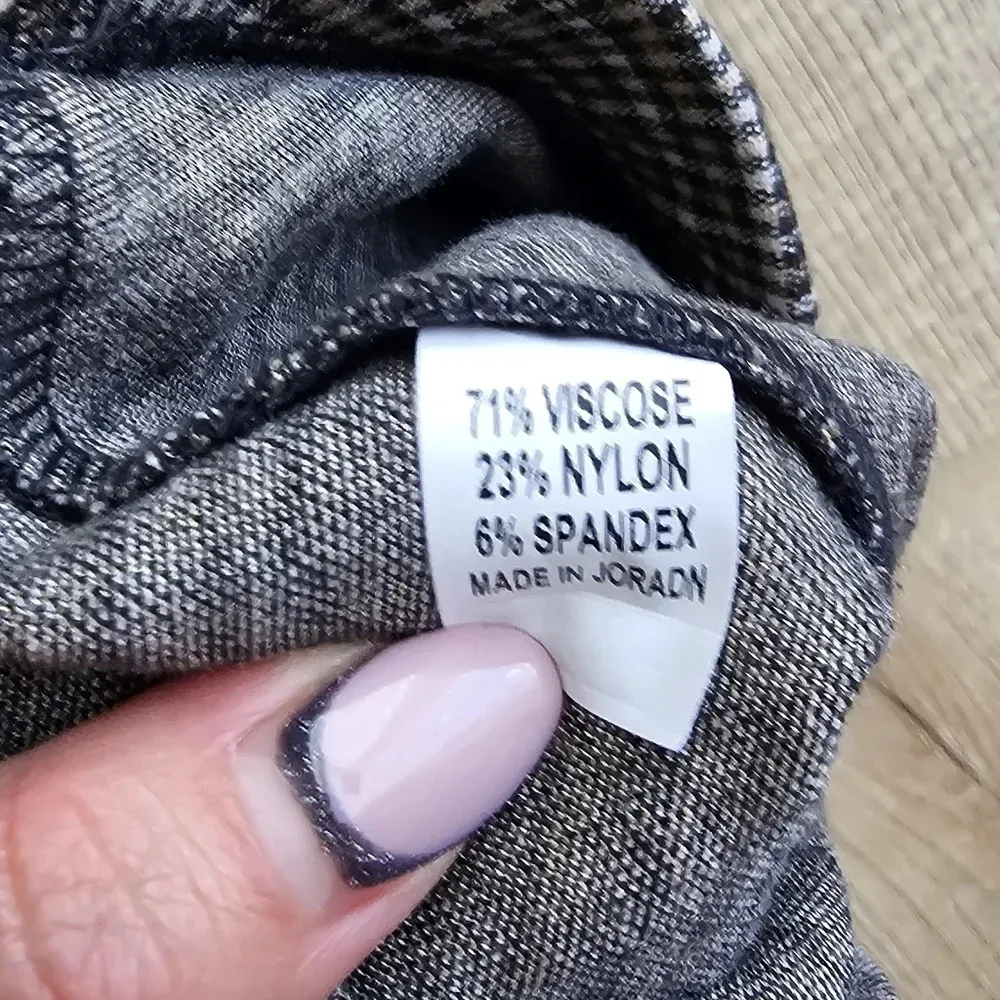 71% VISCOSE
23% NYLON
6% SPANDEX
MADE IN JORADN